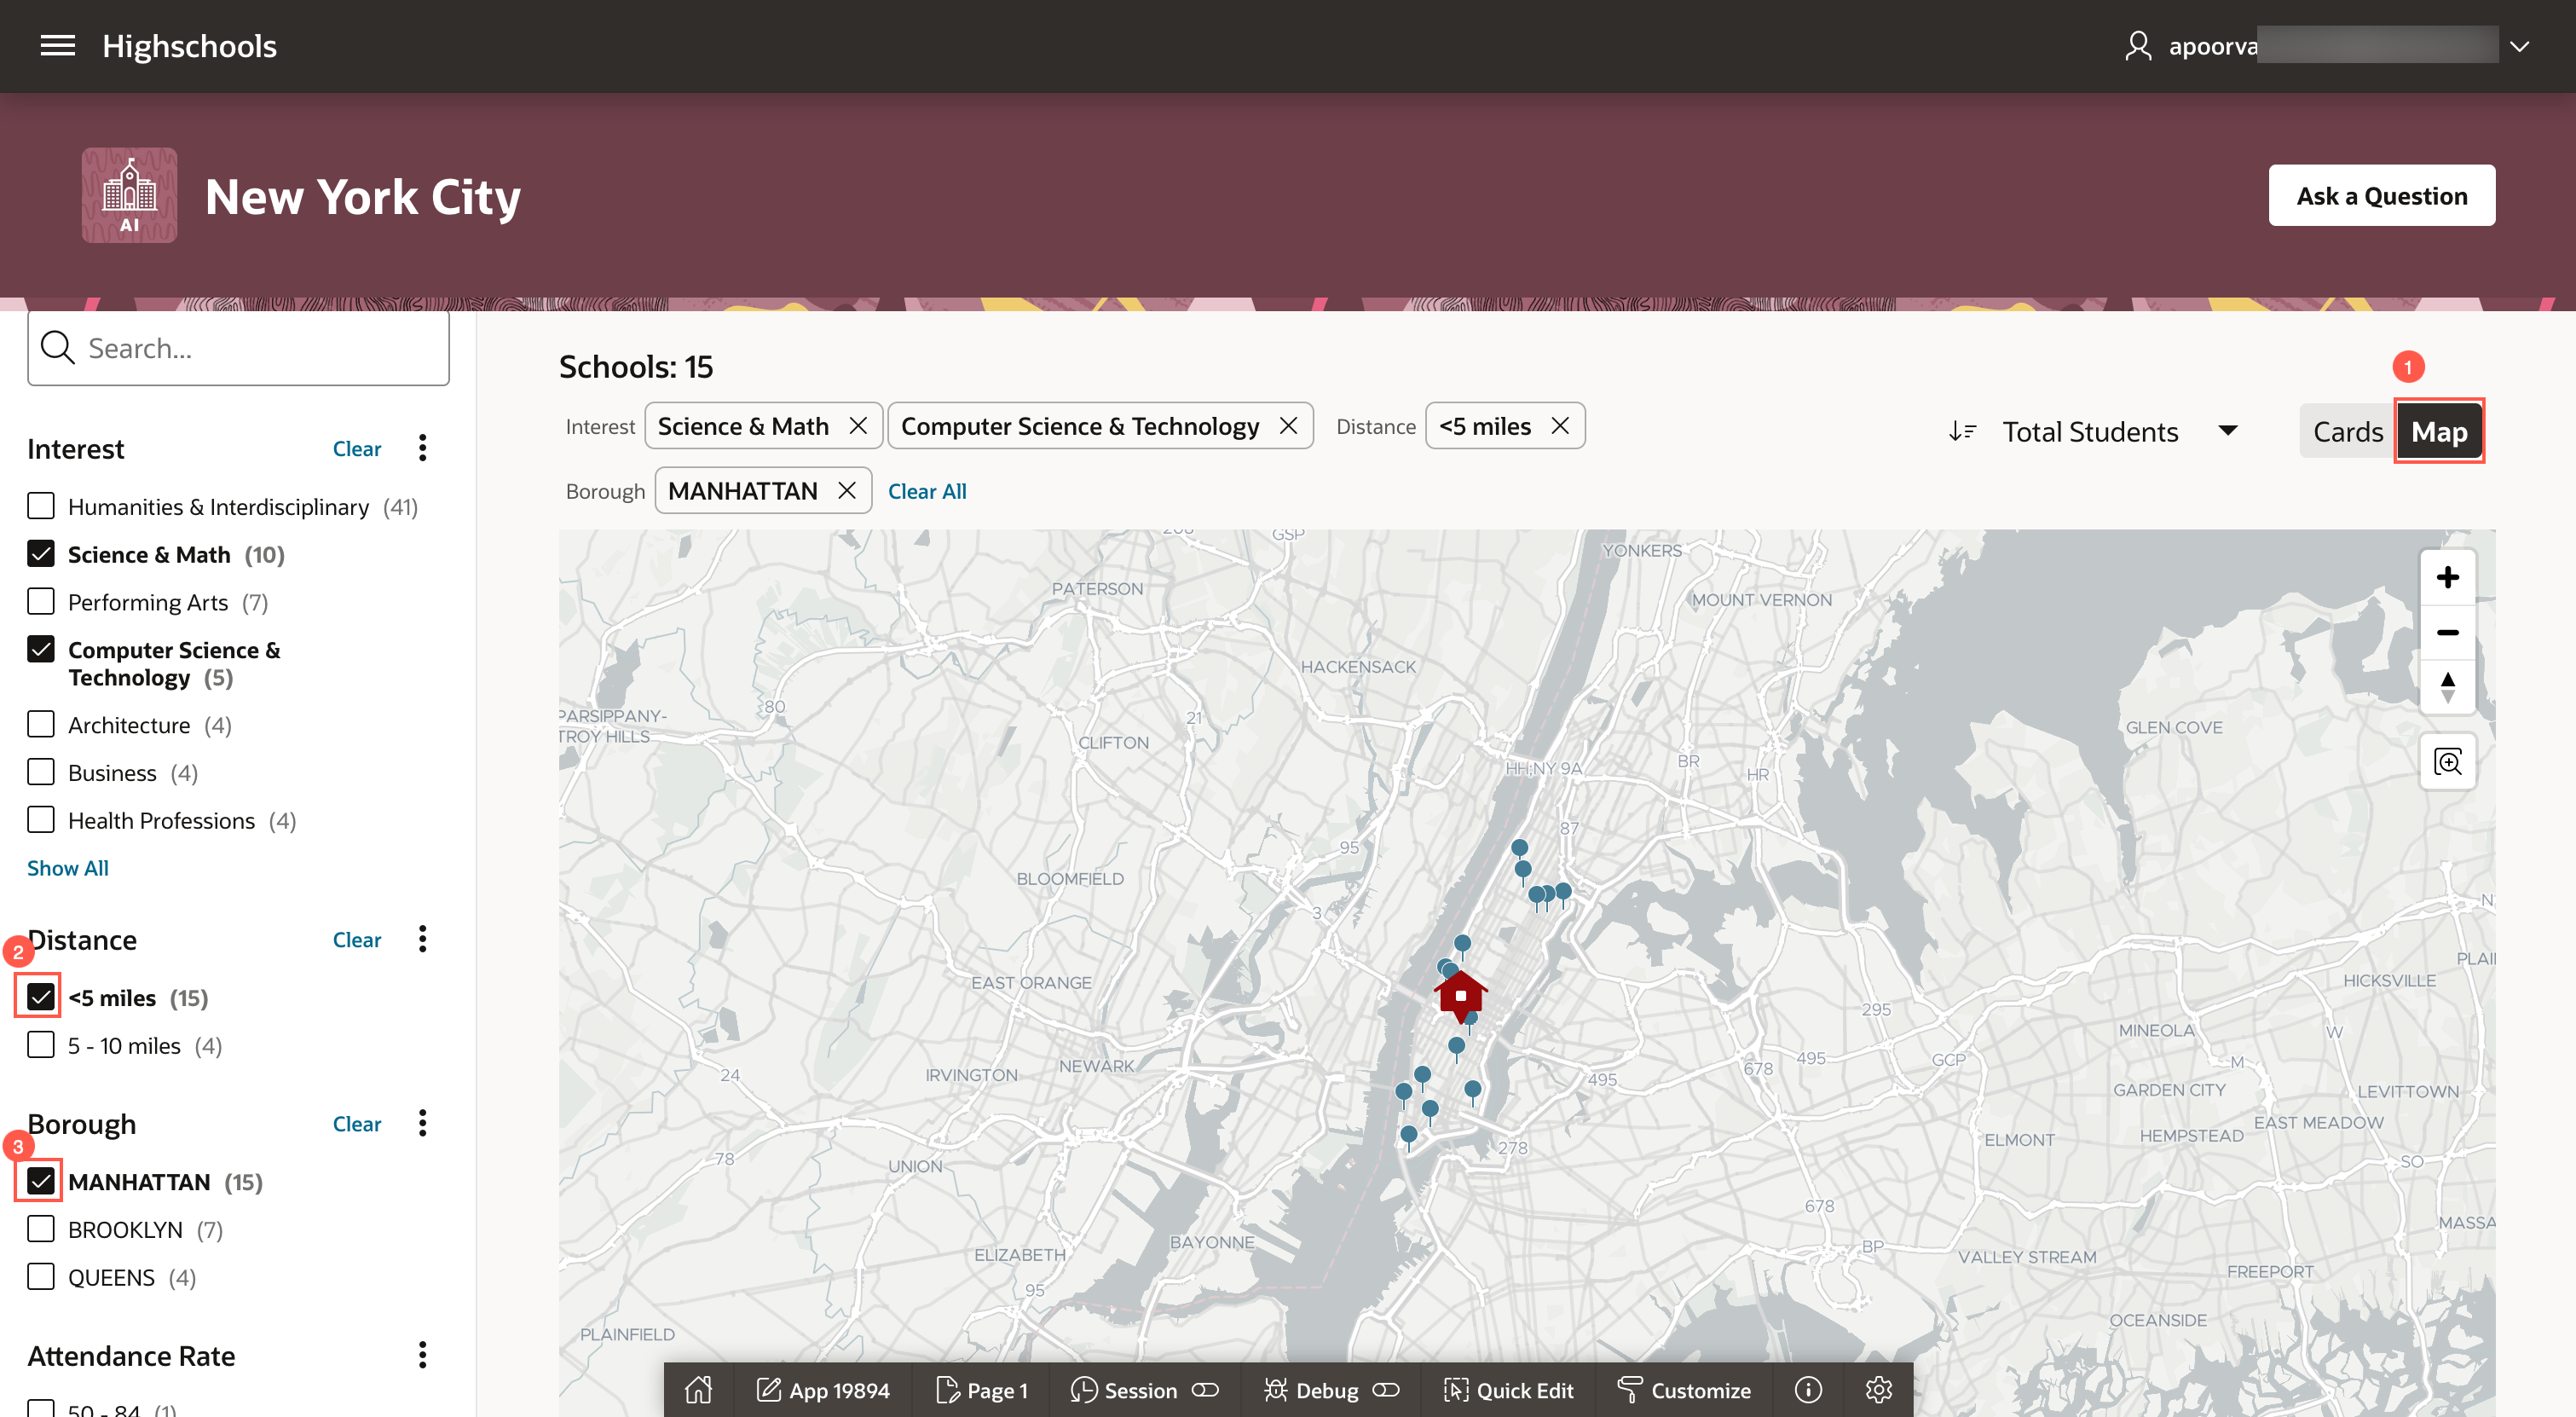 Highschools
apoorva
AI
New York City
Ask a Question
Search...
Interest
Clear
Humanities & Interdisciplinary (41)
Science & Math (10)
Performing Arts (7)
Computer Science &
Technology (5)
Architecture (4)
Business (4)
Health Professions (4)
Show All
2
Distance
Clear
<5 miles (15)
5 - 10 miles (4)
Borough
Clear
3
MANHATTAN (15)
BROOKLYN (7)
QUEENS (4)
Attendance Rate
50 - 84 (1)
Schools: 15
Interest Science & Math Computer Science & Technology Distance <5 miles
Borough MANHATTAN Clear All
Total Students
1
Cards Map
208
GSP
YONKERS
PATERSON
MOUNT VERNON
HACKENSACK
80
21
PARSIPPANY-
TROY HILLS
CLIFTON
GLEN COVE
HH;NY 9A
BR
HR
87
95
BLOOMFIELD
3
N
PLAI
EAST ORANGE
HICKSVILLE
295
MINEOLA
W
NEWARK
IRVINGTON
24
495
678
495
GCP
M
GARDEN CITY
LEVITTOWN
EAST MEADOW
278
ELMONT
HEMPSTEAD
78
UNION
SO
678
MASSA
BAYONNE
ELIZABETH
BP
VALLEY STREAM
FREEPORT
95
OCEANSIDE
PLAINFIELD
App 19894
Page 1
Session
Debug
Quick Edit
Customize